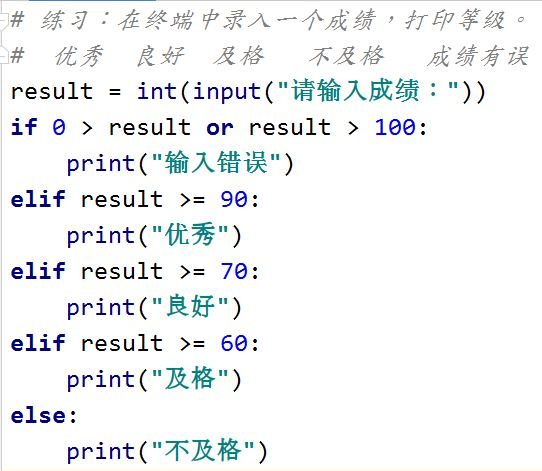 # 练习：在终端中录入一个成绩，打印等级。
#  优秀  良好  及格   不及格   成绩有误
result = int(input("请输入成绩："))
if 0 > result or result > 100:
    print("输入错误")
elif result >= 90:
    print("优秀")
elif result >= 70:
    print("良好")
elif result >= 60:
    print("及格")
else:
    print("不及格")